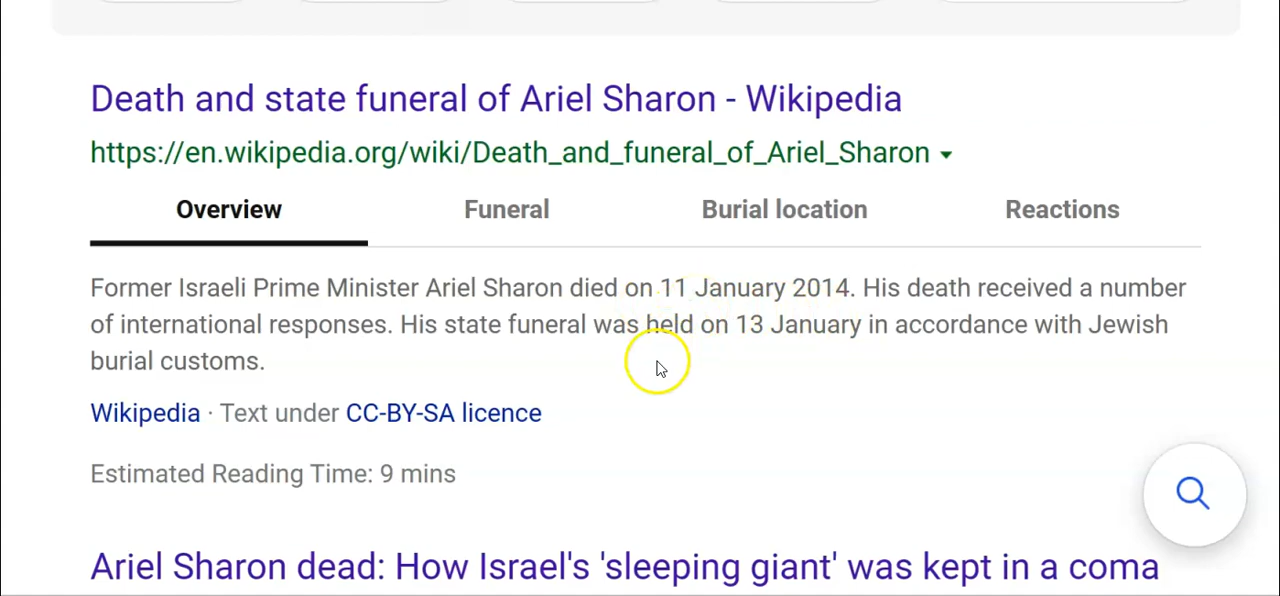 Death and state funeral of Ariel Sharon - Wikipedia
https://en.wikipedia.org/wiki/Death_and_funeral_of_Ariel_Sharon
Overview Funeral Burial location Reactions
Former Israeli Prime Minister Ariel Sharon died on 11 January 2014. His death received a number
of international responses. His state funeral was held on 13 January in accordance with Jewish
burial customs.
Wikipedia · Text under CC-BY-SA licence
Estimated Reading Time: 9 mins
Ariel Sharon dead: How Israel's 'sleeping giant' was kept in a coma